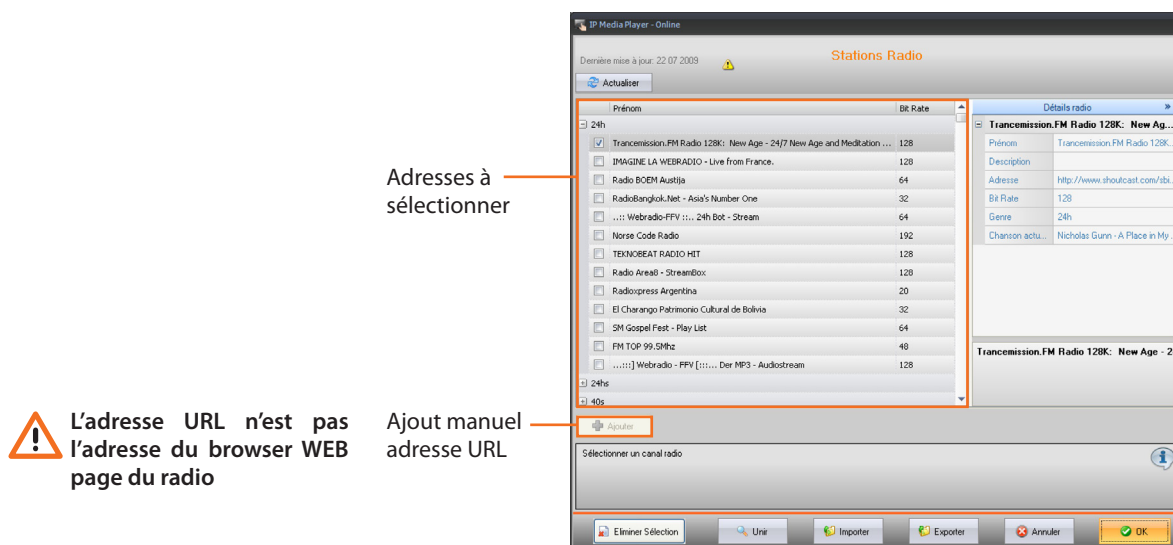 IP Media Player - Online
Dernière mise à jour: 22 07 2009
Stations Radio
Actualiser
Prénom Bit Rate
24h
Trancemission.FM Radio 128K: New Age - 24/7 New Age and Meditation ... 128
IMAGINE LA WEBRADIO - Live from France. 128
Radio BOEM Austija 64
RadioBangkok.Net - Asia's Number One 32
..:: Webradio-FFV ::.. 24h Bot - Stream 64
Norse Code Radio 192
TEKNOBEAT RADIO HIT 128
Radio Area8 - StreamBox 128
Radioxpress Argentina 20
El Charango Patrimonio Cultural de Bolivia 32
SM Gospel Fest - Play List 64
FM TOP 99.5Mhz 48
...:::] Webradio - FFV [:::... Der MP3 - Audiostream 128
24hs
40s
Détails radio »
Trancemission.FM Radio 128K: New Ag...
Prénom Trancemission.FM Radio 128K..
Description
Adresse http://www.shoutcast.com/sbi..
Bit Rate 128
Genre 24h
Chanson actu... Nicholas Gunn - A Place in My .
Trancemission.FM Radio 128K: New Age - 2
Adresses à
sélectionner
Ajout manuel
adresse URL
L'adresse URL n'est pas
l'adresse du browser WEB
page du radio
Ajouter
Sélectionner un canal radio
Eliminer Sélection
Unir
Importer
Exporter
Annuler
OK